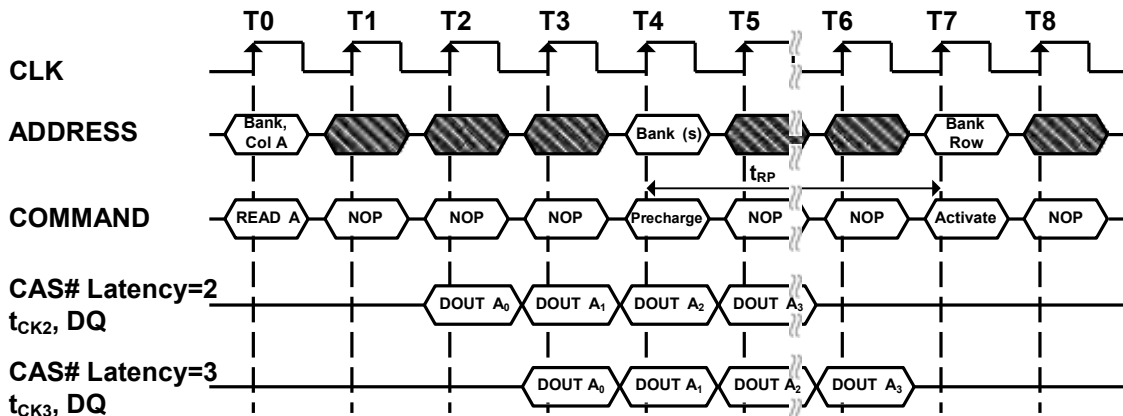 T0 T1 T2 T3 T4 T5 T6 T7 T8
CLK
ADDRESS Bank, Col A Bank (s) Bank Row
tRP
COMMAND READ A NOP NOP NOP Precharge NOP NOP Activate NOP
CAS# Latency=2
tCK2, DQ
DOUT A0 DOUT A1 DOUT A2 DOUT A3
CAS# Latency=3
tCK3, DQ
DOUT A0 DOUT A1 DOUT A2 DOUT A3